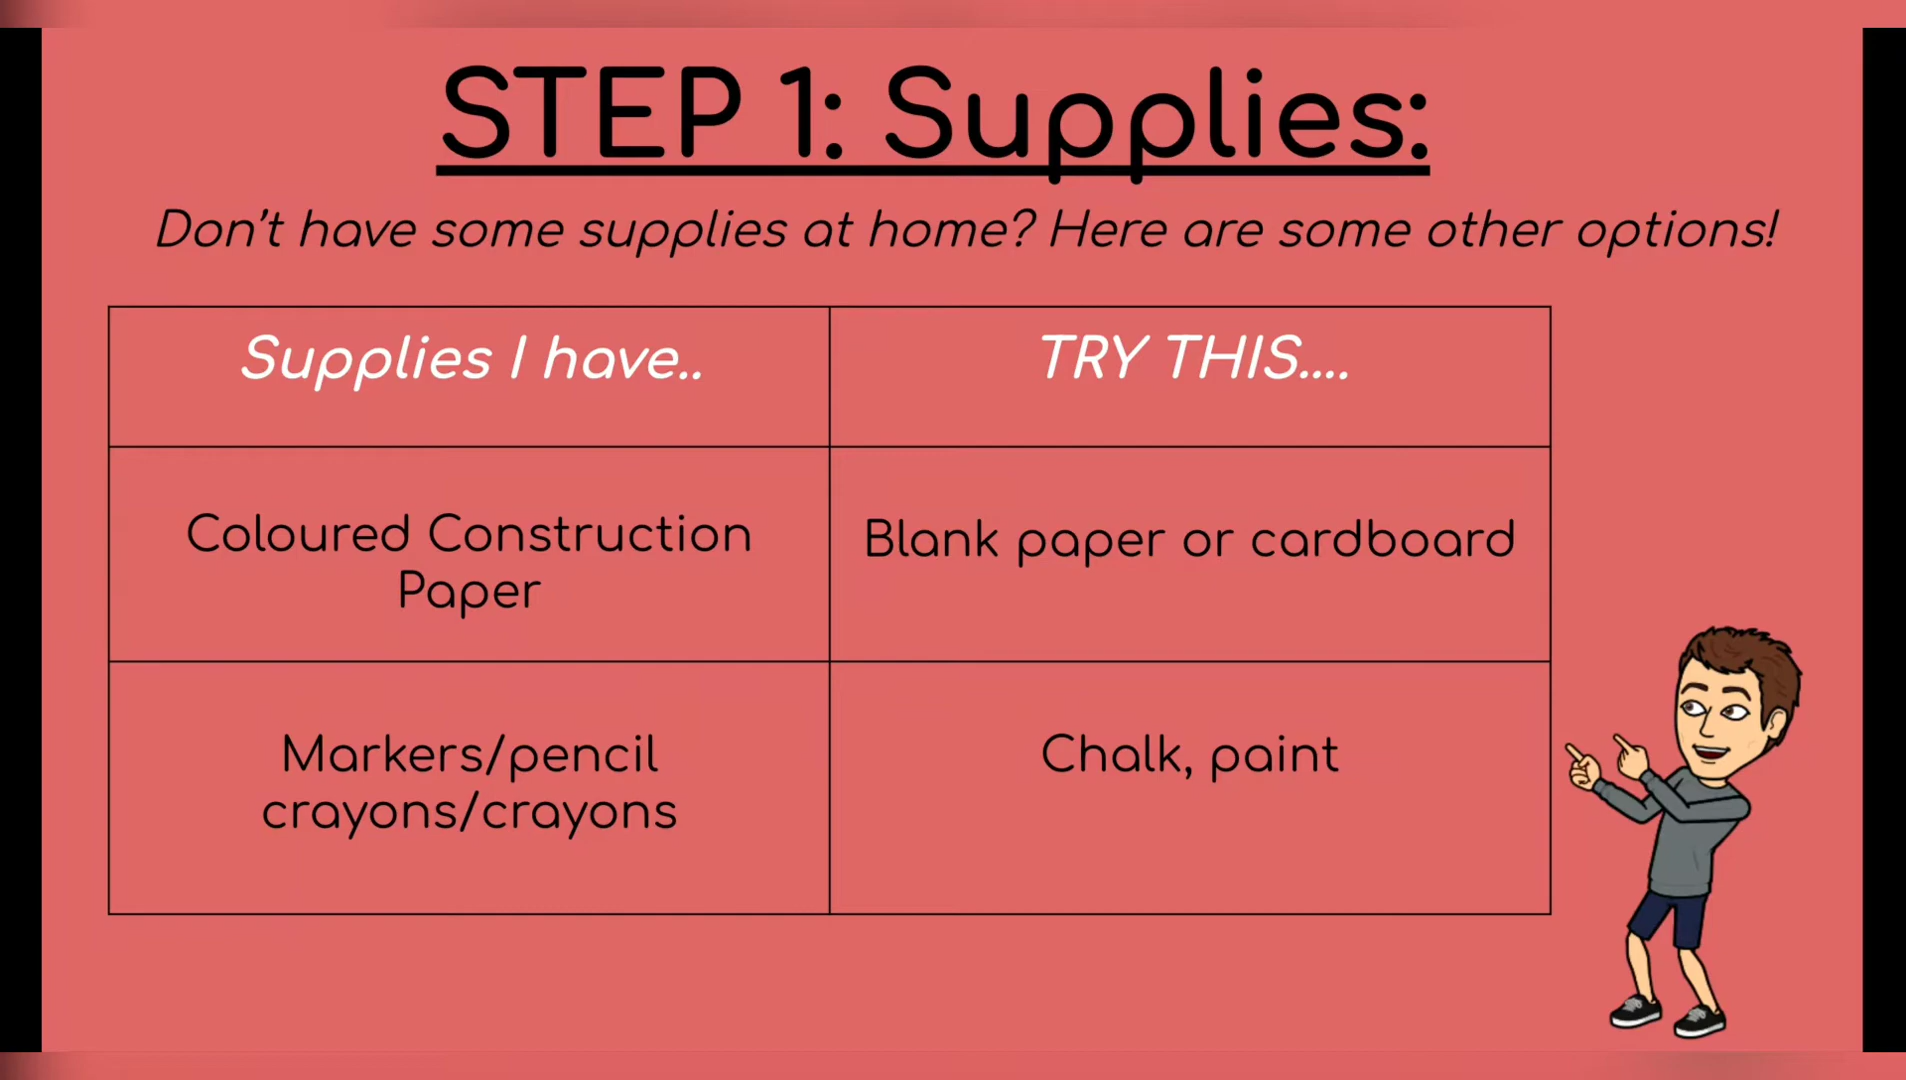 STEP 1: Supplies:
Don't have some supplies at home? Here are some other options!
Supplies I have..
TRY THIS....
Coloured Construction
Paper
Blank paper or cardboard
Markers/pencil
crayons/crayons
Chalk, paint